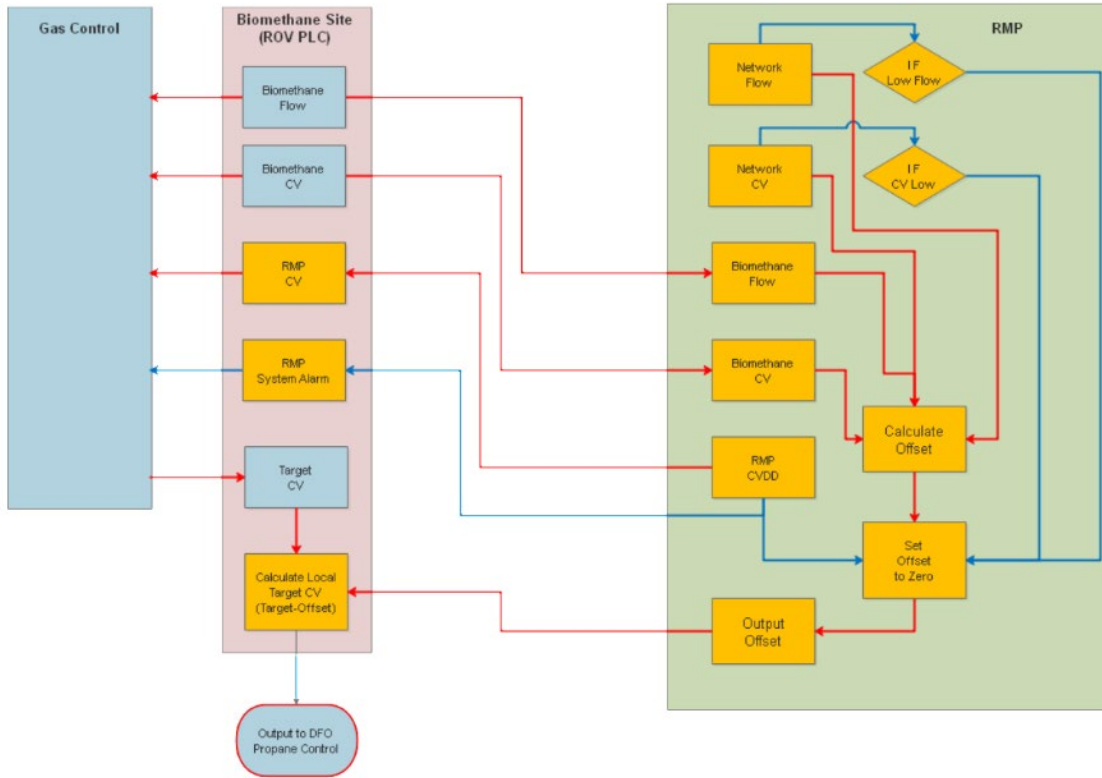 Gas Control
Biomethane Site
(ROV PLC)
Biomethane
Flow
Biomethane
CV
RMP
CV
RMP
System Alarm
Target
CV
Calculate Local
Target CV
(Target-Offset)
Output to DFO
Propane Control
RMP
Network
Flow
IF
Low Flow
Network
CV
IF
CV Low
Biomethane
Flow
Biomethane
CV
Calculate
Offset
RMP
CVDD
Set
Offset
to Zero
Output
Offset